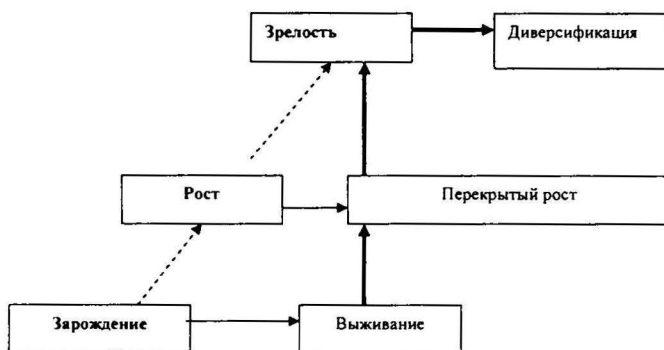 Зрелость
Диверсификация
Рост
Перекрытый рост
Зарождение
Выживание